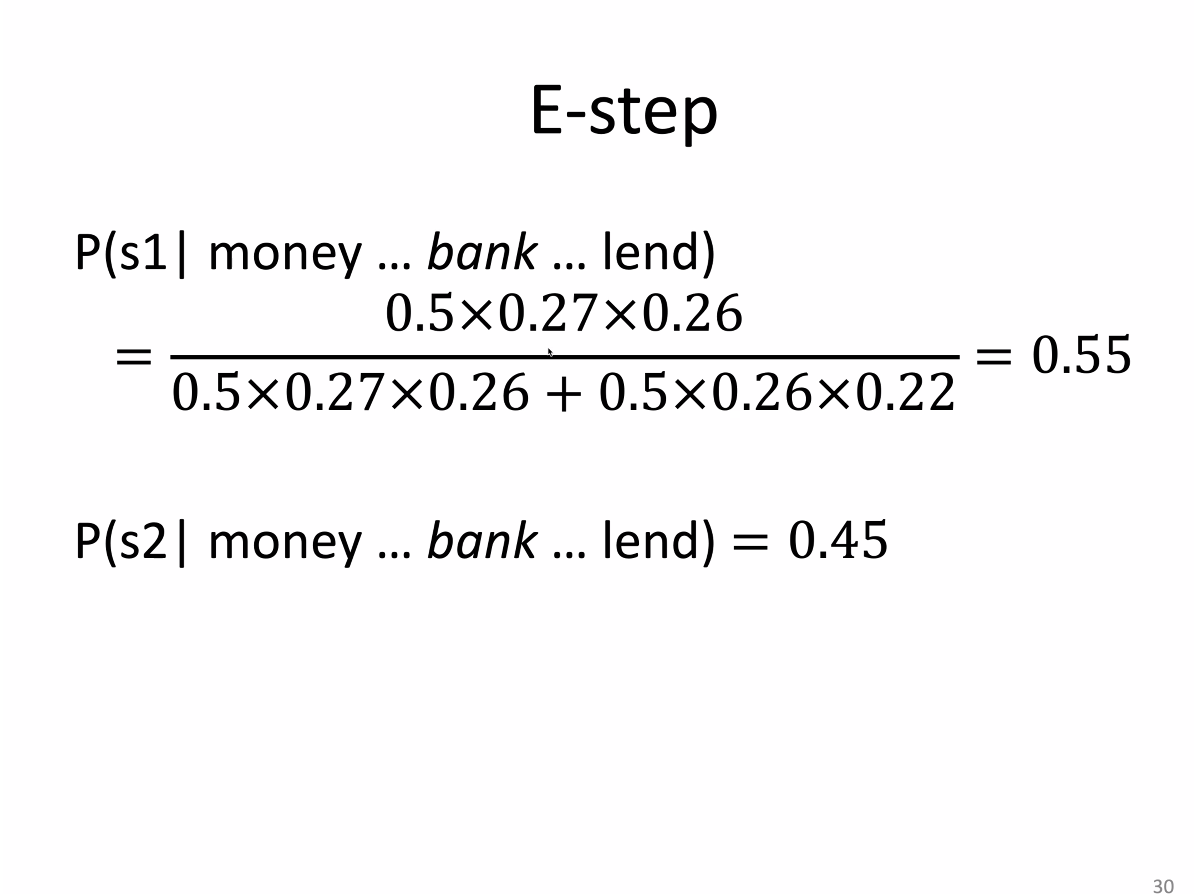 E-step
P(s1| money ... bank ... lend)
0.5×0.27×0.26
= = 0.55
0.5×0.27×0.26 + 0.5×0.26×0.22
P(s2| money ... bank ... lend) = 0.45
30